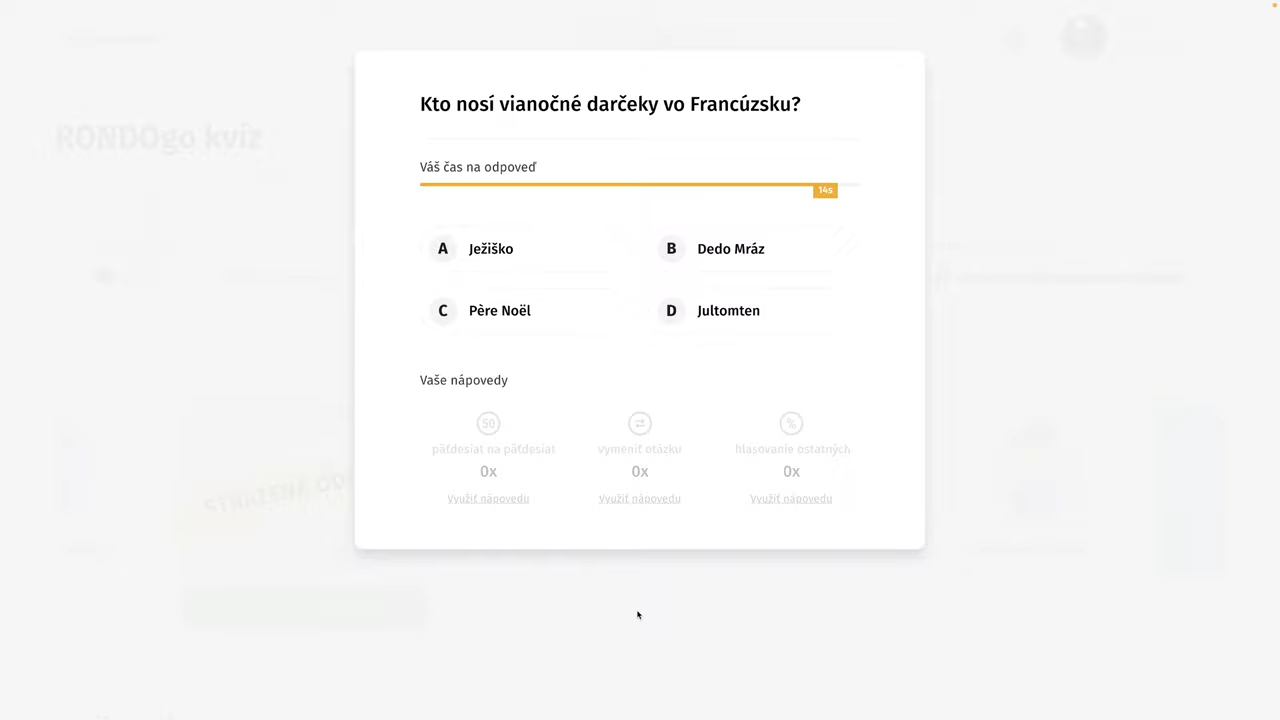 RONDOgo kvíz
Kto nosí vianočné darčeky vo Francúzsku?
Váš čas na odpoveď
14s
A Ježiško
B Dedo Mráz
C Père Noël
D Jultomten
Vaše nápovedy
50
%
päťdesiat na päťdesiat
vymeniť otázku
hlasovanie ostatných
0x
0x
0x
Využiť nápovedu
Využiť nápovedu
Využiť nápovedu